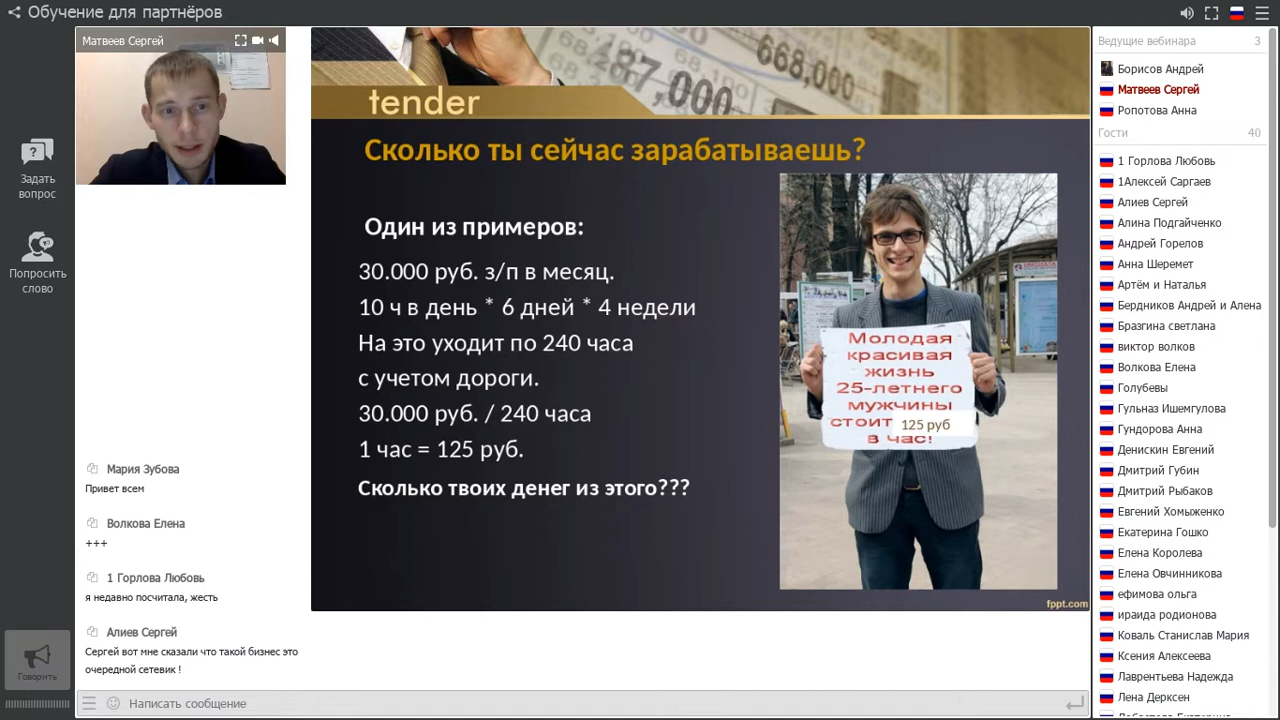 Обучение для партнёров
Матвеев Сергей
Задать
вопрос
Попросить
слово
Говорить
tender
668,0
37,000
Сколько ты сейчас зарабатываешь?
Один из примеров:
30.000 руб. з/п в месяц.
10 ч в день * 6 дней * 4 недели
На это уходит по 240 часа
с учетом дороги.
30.000 руб. / 240 часа
1 час = 125 руб.
Сколько твоих денег из этого???
Молодая
красивая
жизнь
25-летнего
мужчины
стоит
125 руб
в час!
fppt.com
Мария Зубова
Привет всем
Волкова Елена
+++
1 Горлова Любовь
я недавно посчитала, жесть
Алиев Сергей
Сергей вот мне сказали что такой бизнес это
очередной сетевик !
Написать сообщение
Ведущие вебинара 3
Борисов Андрей
Матвеев Сергей
Ропотова Анна
Гости 40
1 Горлова Любовь
1Алексей Саргаев
Алиев Сергей
Алина Подгайченко
Андрей Горелов
Анна Шеремет
Артём и Наталья
Бердников Андрей и Алена
Бразгина светлана
виктор волков
Волкова Елена
Голубевы
Гульназ Ишемгулова
Гундорова Анна
Денискин Евгений
Дмитрий Губин
Дмитрий Рыбаков
Евгений Хомыженко
Екатерина Гошко
Елена Королева
Елена Овчинникова
ефимова ольга
ираида родионова
Коваль Станислав Мария
Ксения Алексеева
Лаврентьева Надежда
Лена Дерксен